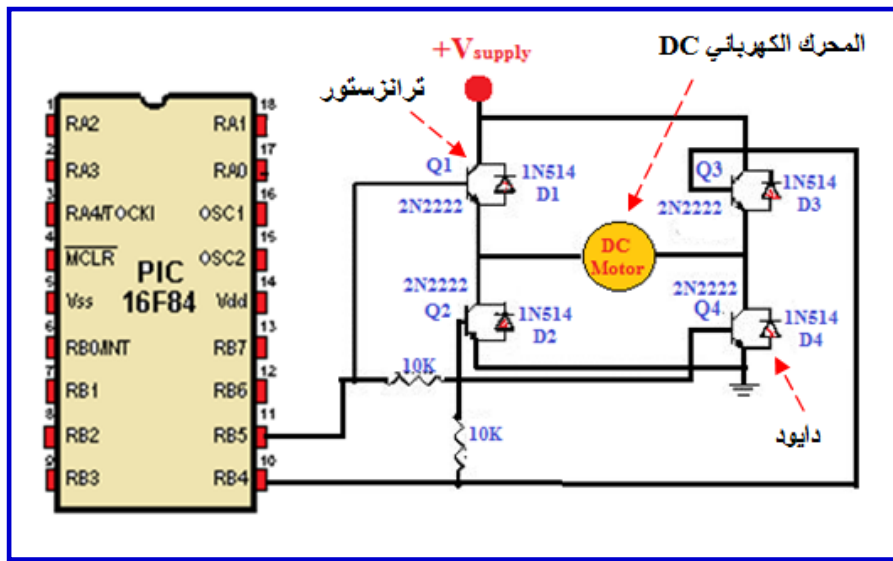 المحرك الكهربائي DC
+Vsupply
ترانزستور
1
RA2
RA1
18
2
RA3
RA0
17
3
RA4/TOCKI
OSC1
16
4
MCLR
OSC2
15
PIC
16F84
5
Vss
Vdd
14
6
RB0/INT
RB7
13
7
RB1
RB6
12
8
RB2
RB5
11
9
RB3
RB4
10
Q1
2N2222
1N514
D1
Q3
2N2222
1N514
D3
DC
Motor
2N2222
Q2
1N514
D2
2N2222
Q4
1N514
D4
10K
10K
دايود